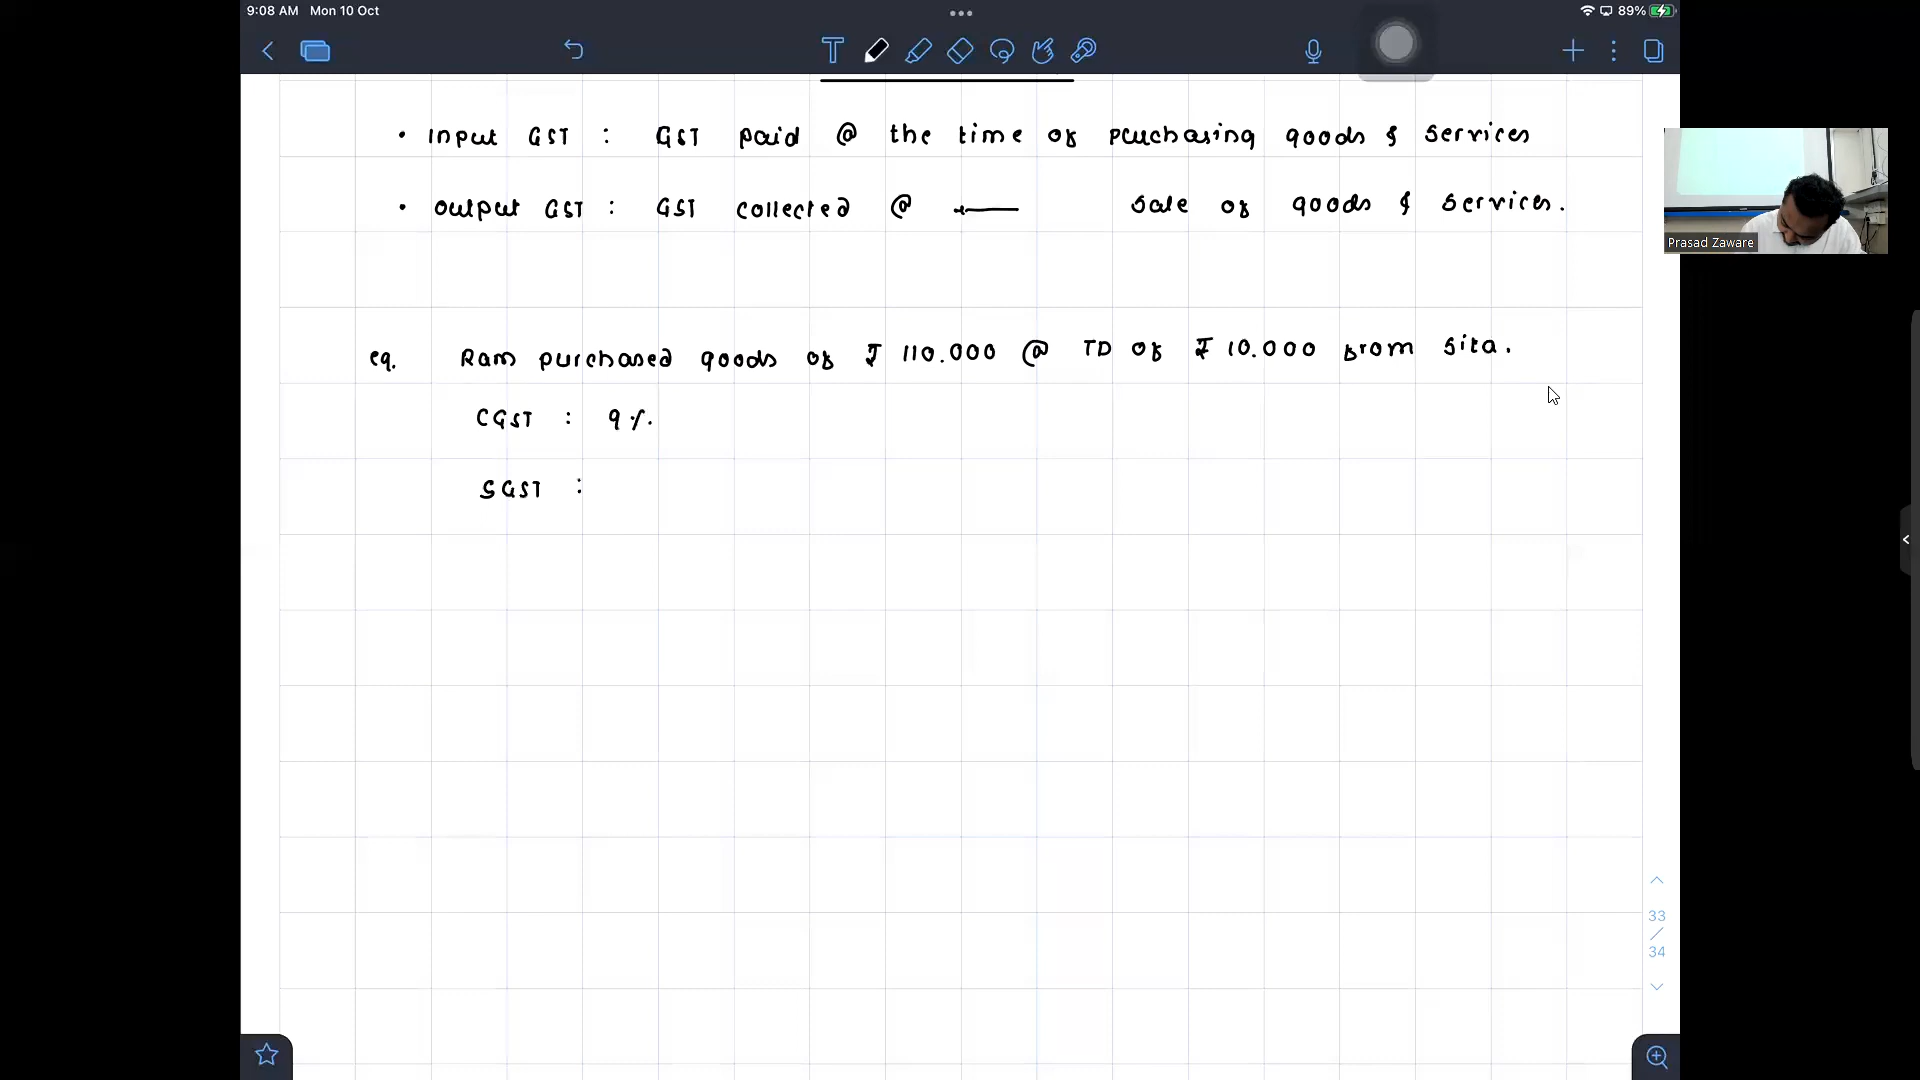 9:08 AM Mon 10 Oct
89%
• Input GST : GST paid @ the time of purchasing goods & services
• Output GST : GST collected @ —— sale of goods & services.
Prasad Zaware
eg. Ram purchased goods of ₹ 110.000 @ TD of ₹ 10.000 from Sita.
CGST : 9%.
SGST :
33
/
34